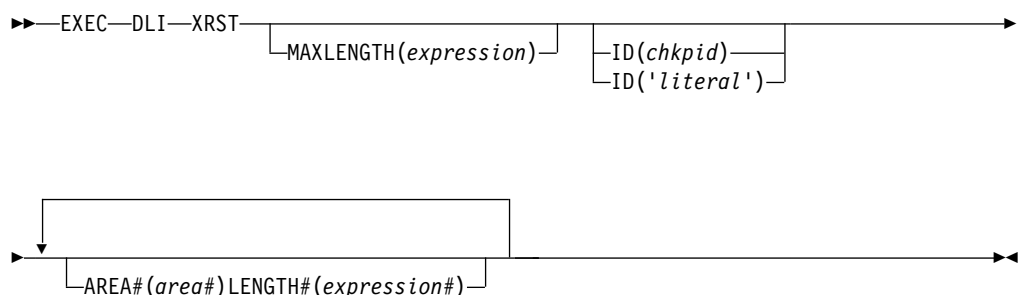 EXEC DLI XRST
MAXLENGTH(expression)
ID(chkpid)
ID('literal')
AREA#(area#)LENGTH#(expression#)